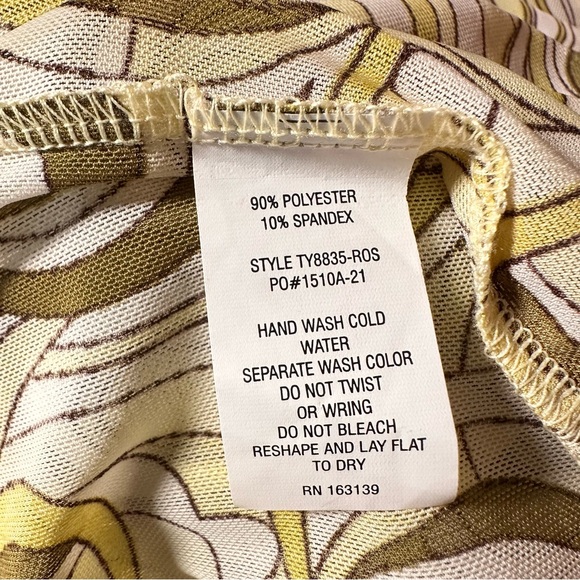 90% POLYESTER
10% SPANDEX
STYLE TY8835-ROS
PO#1510A-21
HAND WASH COLD
WATER
SEPARATE WASH COLOR
DO NOT TWIST
OR WRING
DO NOT BLEACH
RESHAPE AND LAY FLAT
TO DRY
RN 163139